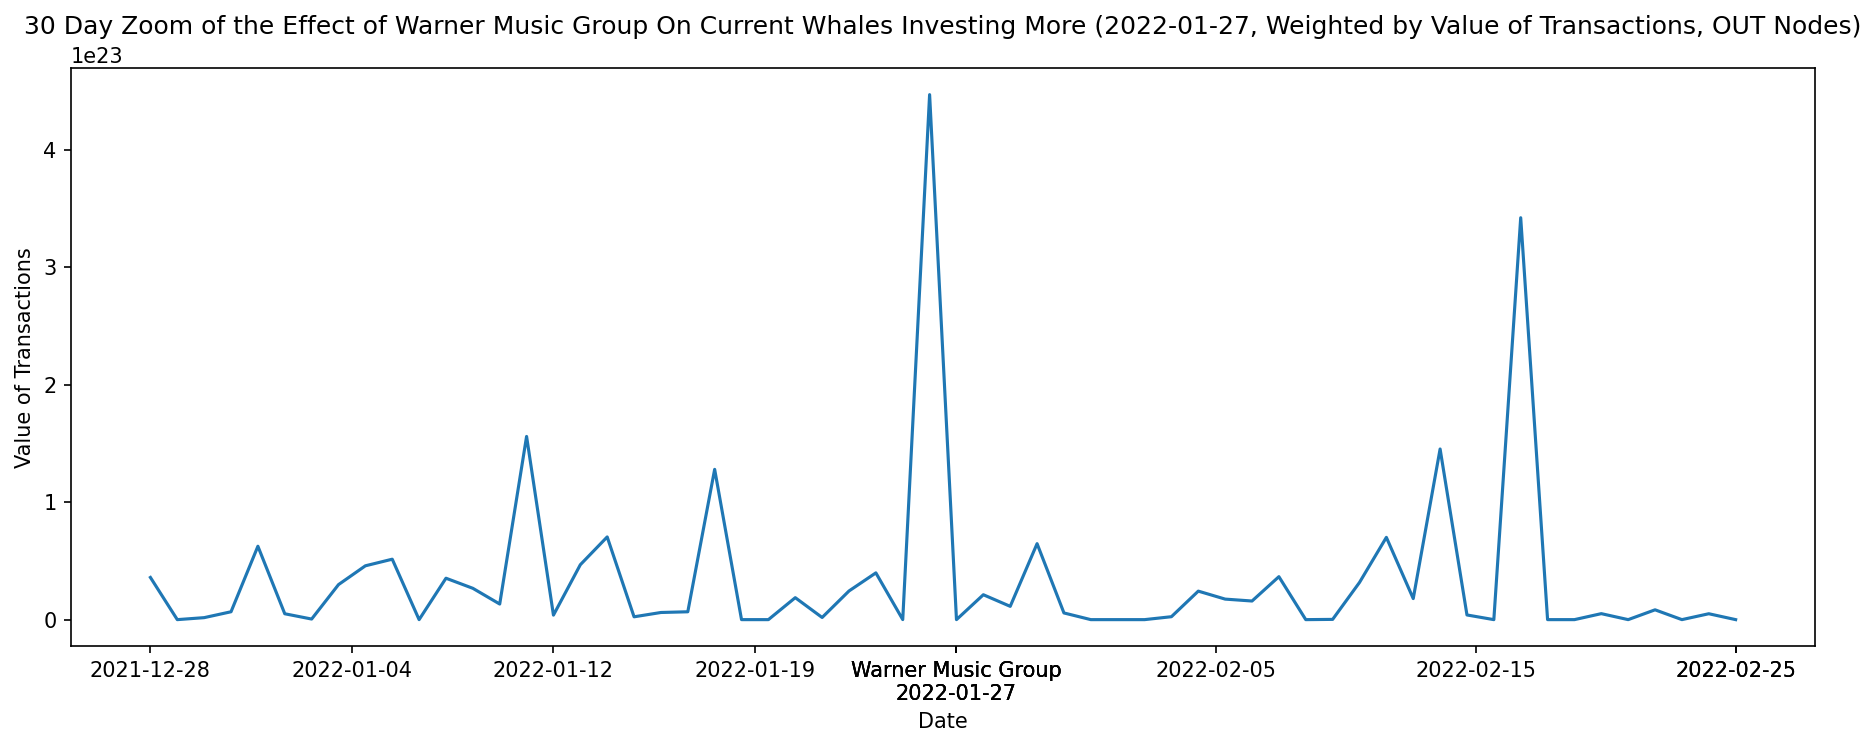 30 Day Zoom of the Effect of Warner Music Group On Current Whales Investing More (2022-01-27, Weighted by Value of Transactions, OUT Nodes)
1e23
4
3
2
1
0
Value of Transactions
2021-12-28 2022-01-04 2022-01-12 2022-01-19 Warner Music Group 2022-02-05 2022-02-15 2022-02-25
2022-01-27
Date